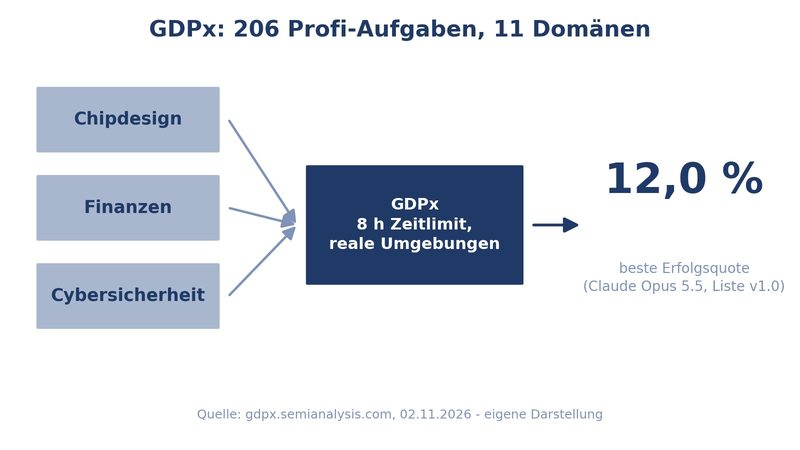 GDPx: 206 Profi-Aufgaben, 11 Domänen
Chipdesign
Finanzen
Cybersicherheit
GDPx
8 h Zeitlimit,
reale Umgebungen
12,0 %
beste Erfolgsquote
(Claude Opus 5.5, Liste v1.0)
Quelle: gdpx.semianalysis.com, 02.11.2026 - eigene Darstellung